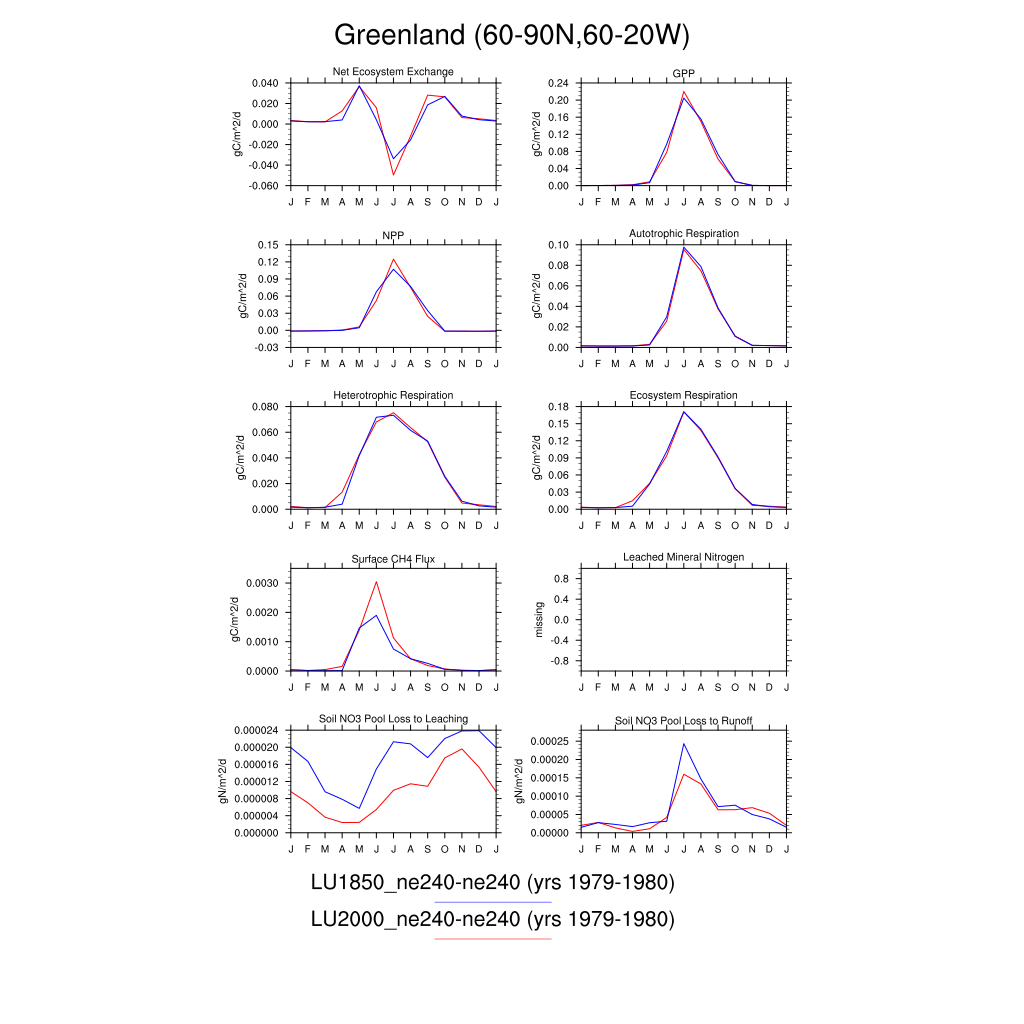 Greenland (60-90N,60-20W)
Net Ecosystem Exchange
gC/m^2/d
0.040
0.020
0.000
-0.020
-0.040
-0.060
J F M A M J J A S O N D J
GPP
gC/m^2/d
0.24
0.20
0.16
0.12
0.08
0.04
0.00
J F M A M J J A S O N D J
NPP
gC/m^2/d
0.15
0.12
0.09
0.06
0.03
0.00
-0.03
J F M A M J J A S O N D J
Autotrophic Respiration
gC/m^2/d
0.10
0.08
0.06
0.04
0.02
0.00
J F M A M J J A S O N D J
Heterotrophic Respiration
gC/m^2/d
0.080
0.060
0.040
0.020
0.000
J F M A M J J A S O N D J
Ecosystem Respiration
gC/m^2/d
0.18
0.15
0.12
0.09
0.06
0.03
0.00
J F M A M J J A S O N D J
Surface CH4 Flux
gC/m^2/d
0.0030
0.0020
0.0010
0.0000
J F M A M J J A S O N D J
Leached Mineral Nitrogen
missing
0.8
0.4
0.0
-0.4
-0.8
J F M A M J J A S O N D J
Soil NO3 Pool Loss to Leaching
gN/m^2/d
0.000024
0.000020
0.000016
0.000012
0.000008
0.000004
0.000000
J F M A M J J A S O N D J
Soil NO3 Pool Loss to Runoff
gN/m^2/d
0.00025
0.00020
0.00015
0.00010
0.00005
0.00000
J F M A M J J A S O N D J
LU1850_ne240-ne240 (yrs 1979-1980)
LU2000_ne240-ne240 (yrs 1979-1980)